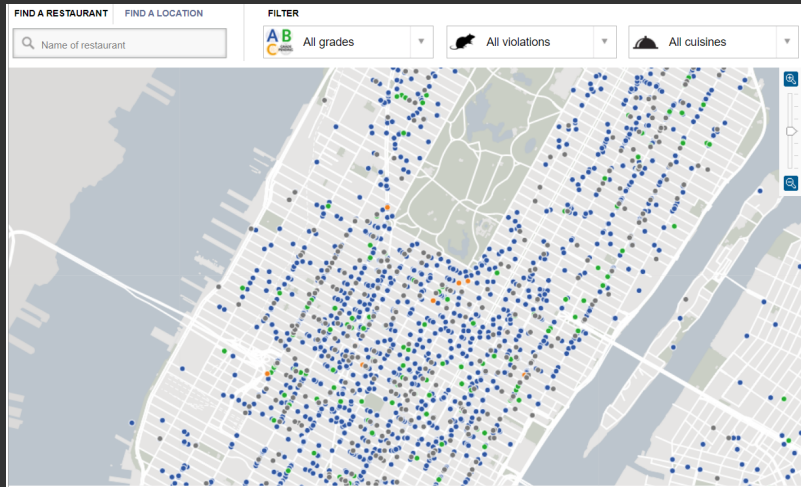 FIND A RESTAURANT
FIND A LOCATION
FILTER
Name of restaurant
A B C
All grades
All violations
All cuisines